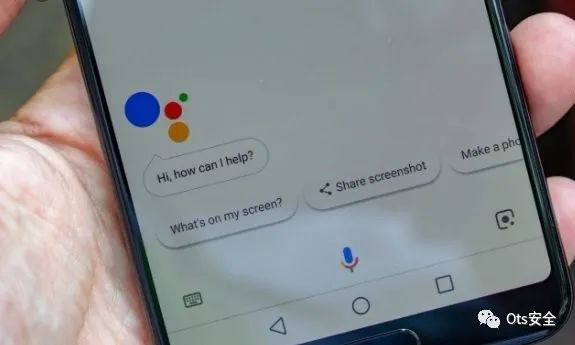 Hi, how can I help?
What's on my screen?
Share screenshot
Make a pho
Ots安全